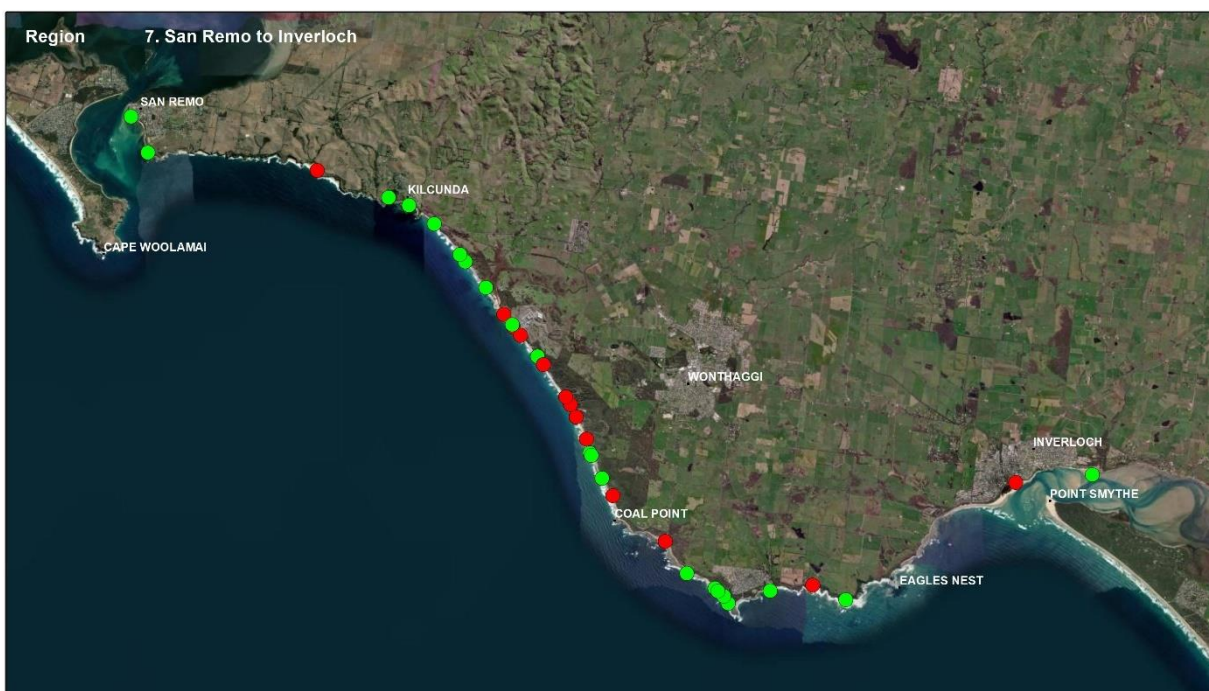 Region 7. San Remo to Inverloch
SAN REMO
KILCUNDA
CAPE WOOLAMAI
WONTHAGGI
INVERLOCH
POINT SMYTHE
COAL POINT
EAGLES NEST